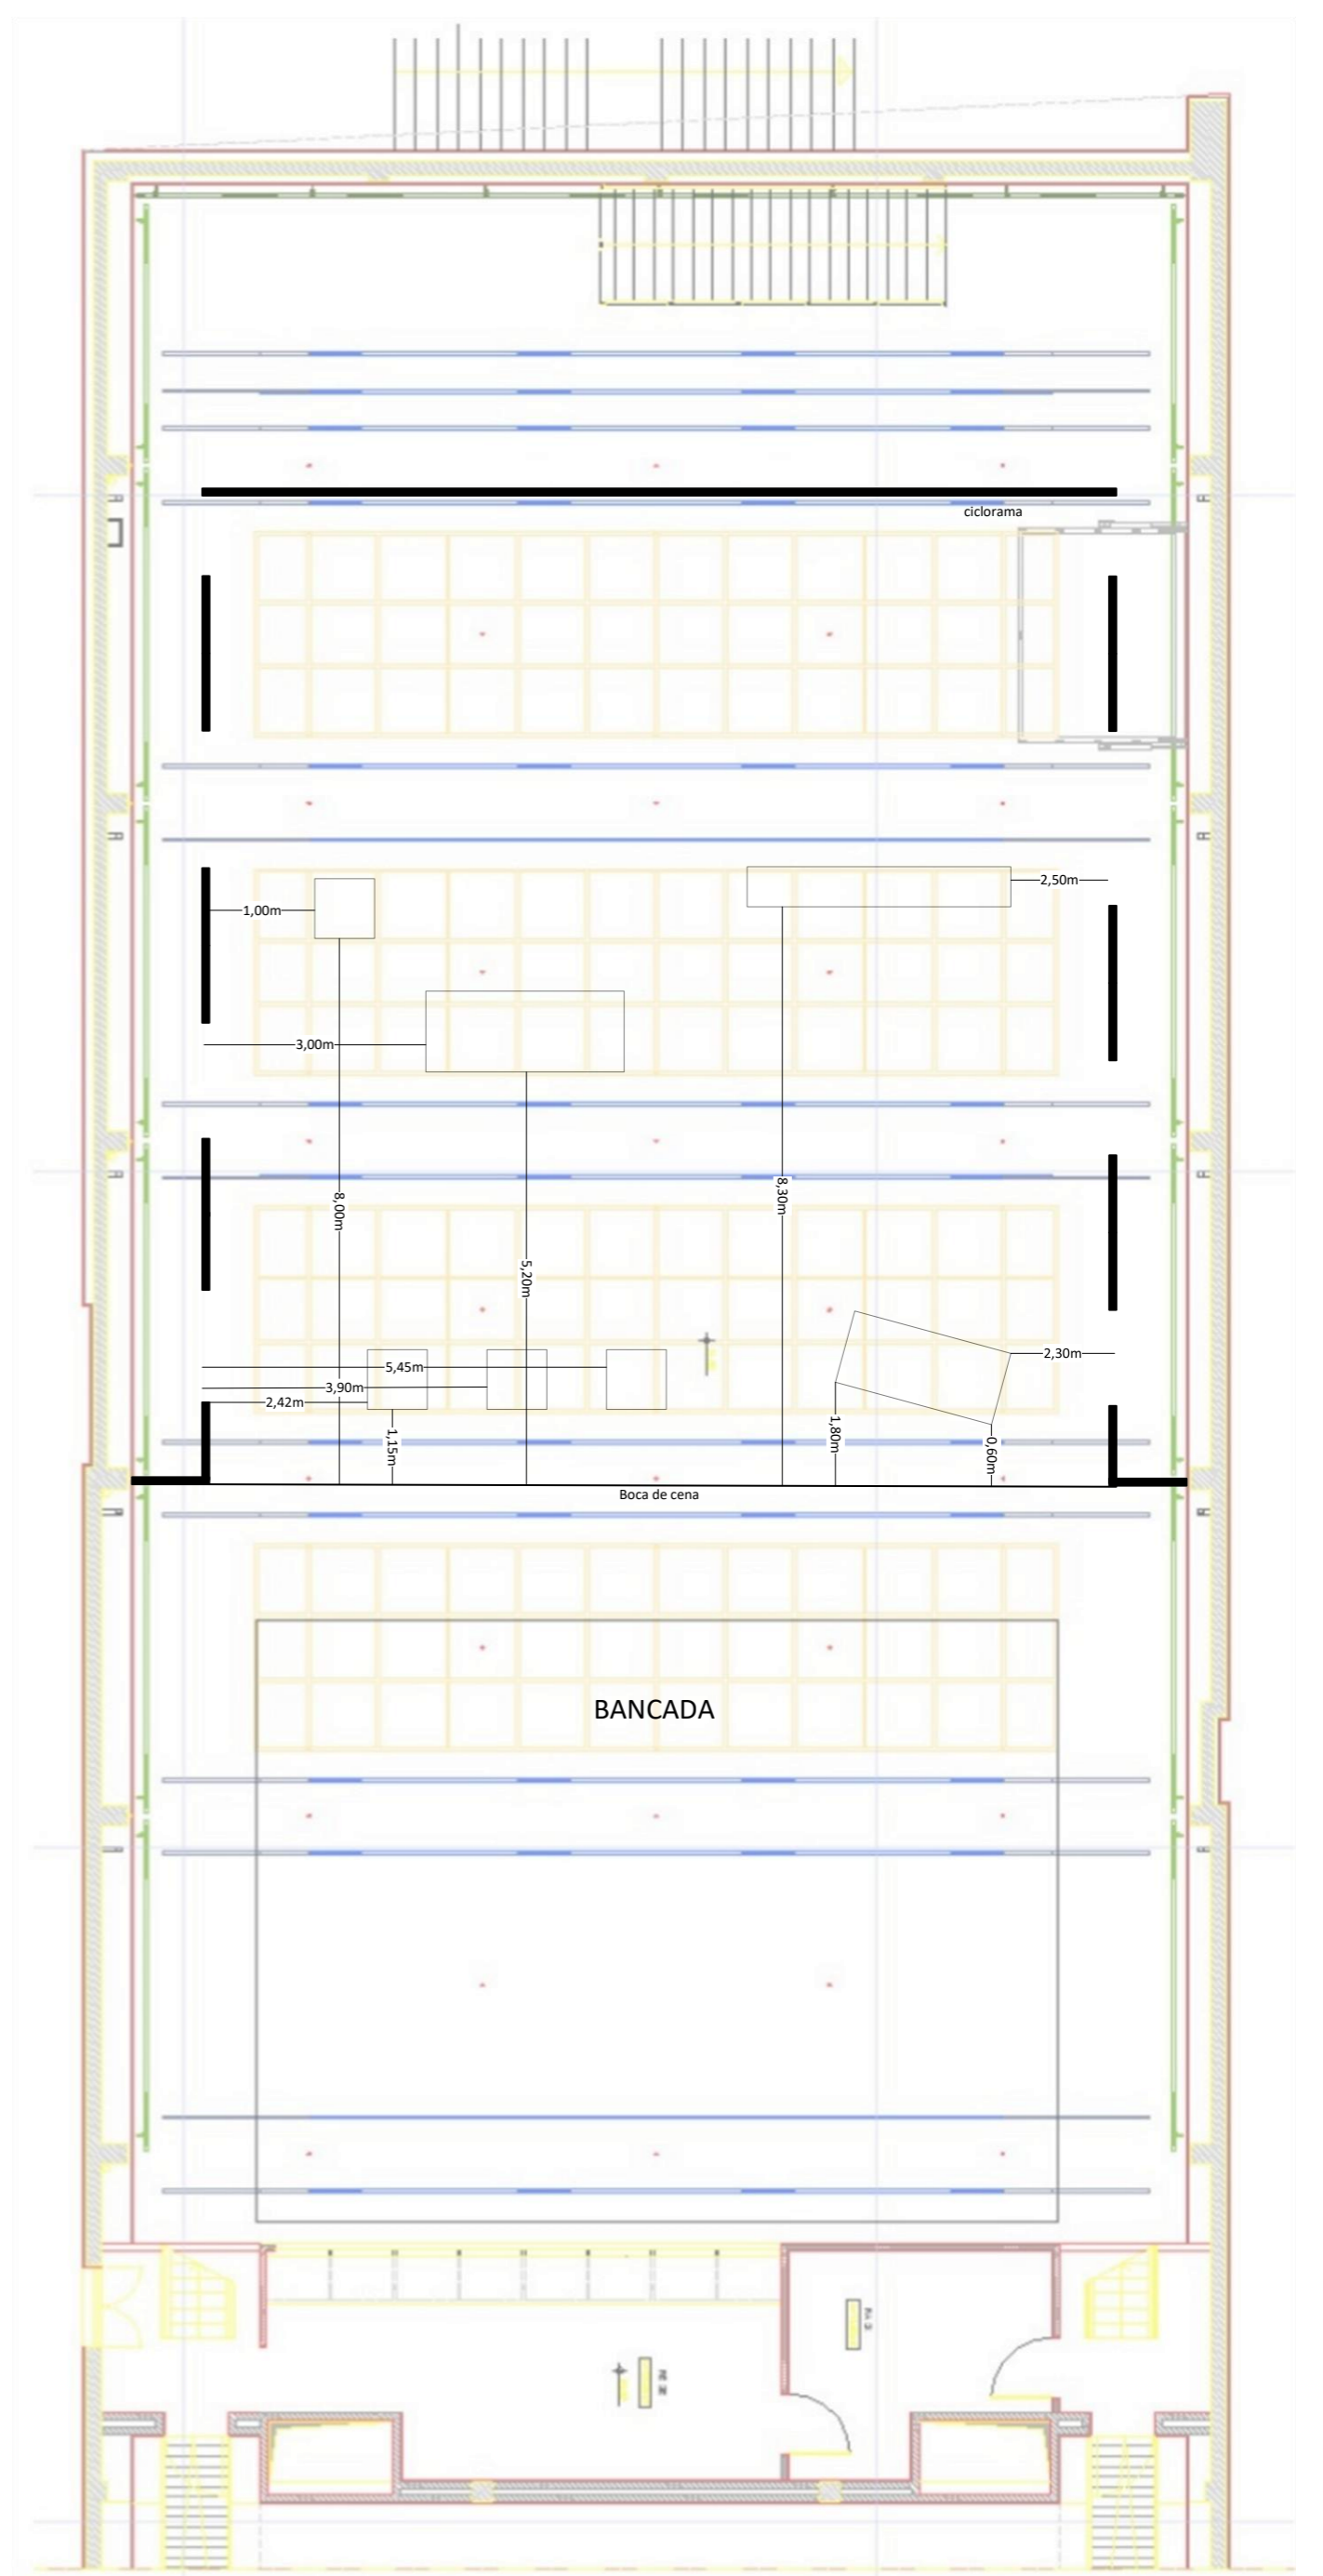 ciclorama
2,50m
1,00m
3,00m
8,30m
8,00m
5,20m
2,30m
5,45m
3,90m
2,42m
1,80m
1,15m
0,60m
Boca de cena
BANCADA